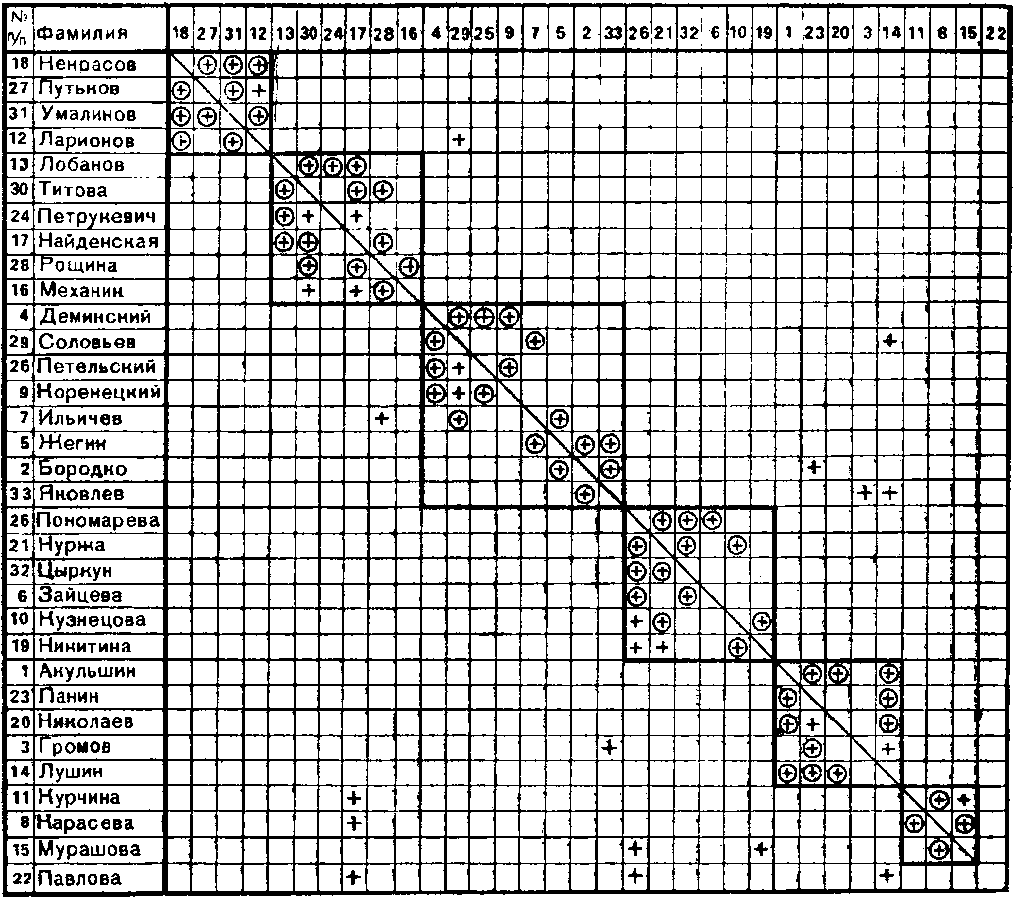 № п/п Фамилия 18 27 31 12 13 30 24 17 28 16 4 29 25 9 7 5 2 33 26 21 32 6 10 19 1 23 20 3 14 11 8 15 22
18 Некрасов ⊕ ⊕ ⊕
27 Путьков ⊕ ⊕ +
31 Умалинов ⊕ ⊕ ⊕
12 Ларионов ⊕ ⊕ +
13 Лобанов ⊕ ⊕ ⊕
30 Титова ⊕ ⊕ ⊕
24 Петрукевич ⊕ + +
17 Найденская ⊕ ⊕ ⊕
28 Рощина ⊕ ⊕ ⊕
16 Механик + + ⊕
4 Деминский ⊕ ⊕ ⊕
29 Соловьев ⊕ ⊕ +
26 Петельский ⊕ + ⊕
9 Коренецкий ⊕ + ⊕
7 Ильичев + ⊕ ⊕
5 Жегин ⊕ ⊕ ⊕
2 Бородко ⊕ ⊕ +
33 Яковлев ⊕ + +
26 Пономарева ⊕ ⊕ ⊕
21 Нуржа ⊕ ⊕ ⊕
32 Цыркун ⊕ ⊕
6 Зайцева ⊕ ⊕
10 Кузнецова + ⊕ ⊕
19 Никитина + + ⊕
1 Акульшин ⊕ ⊕ ⊕
23 Панин ⊕ ⊕
20 Николаев ⊕ + ⊕
3 Громов + ⊕ +
14 Лушин ⊕ ⊕ ⊕
11 Курчина + ⊕ +
8 Карасева + ⊕ ⊕
15 Мурашова + + ⊕
22 Павлова + + +